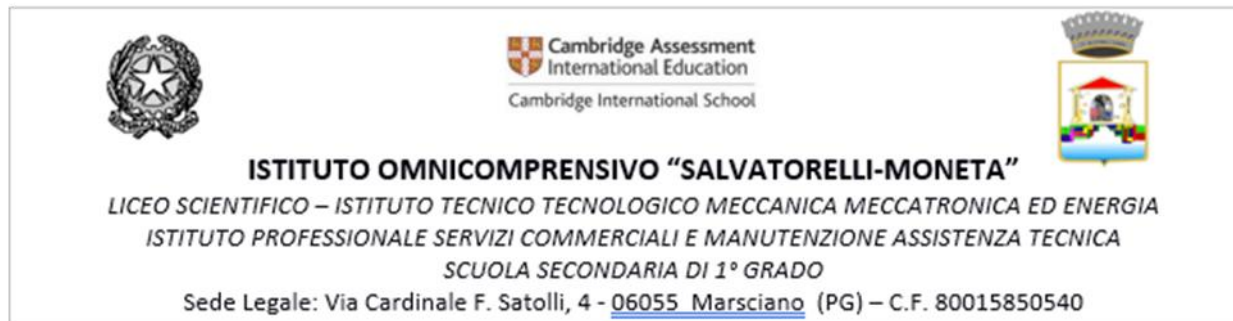 Cambridge Assessment
International Education
Cambridge International School
ISTITUTO OMNICOMPRENSIVO “SALVATORELLI-MONETA”
LICEO SCIENTIFICO – ISTITUTO TECNICO TECNOLOGICO MECCANICA MECCATRONICA ED ENERGIA
ISTITUTO PROFESSIONALE SERVIZI COMMERCIALI E MANUTENZIONE ASSISTENZA TECNICA
SCUOLA SECONDARIA DI 1° GRADO
Sede Legale: Via Cardinale F. Satolli, 4 - 06055 Marsciano (PG) – C.F. 80015850540